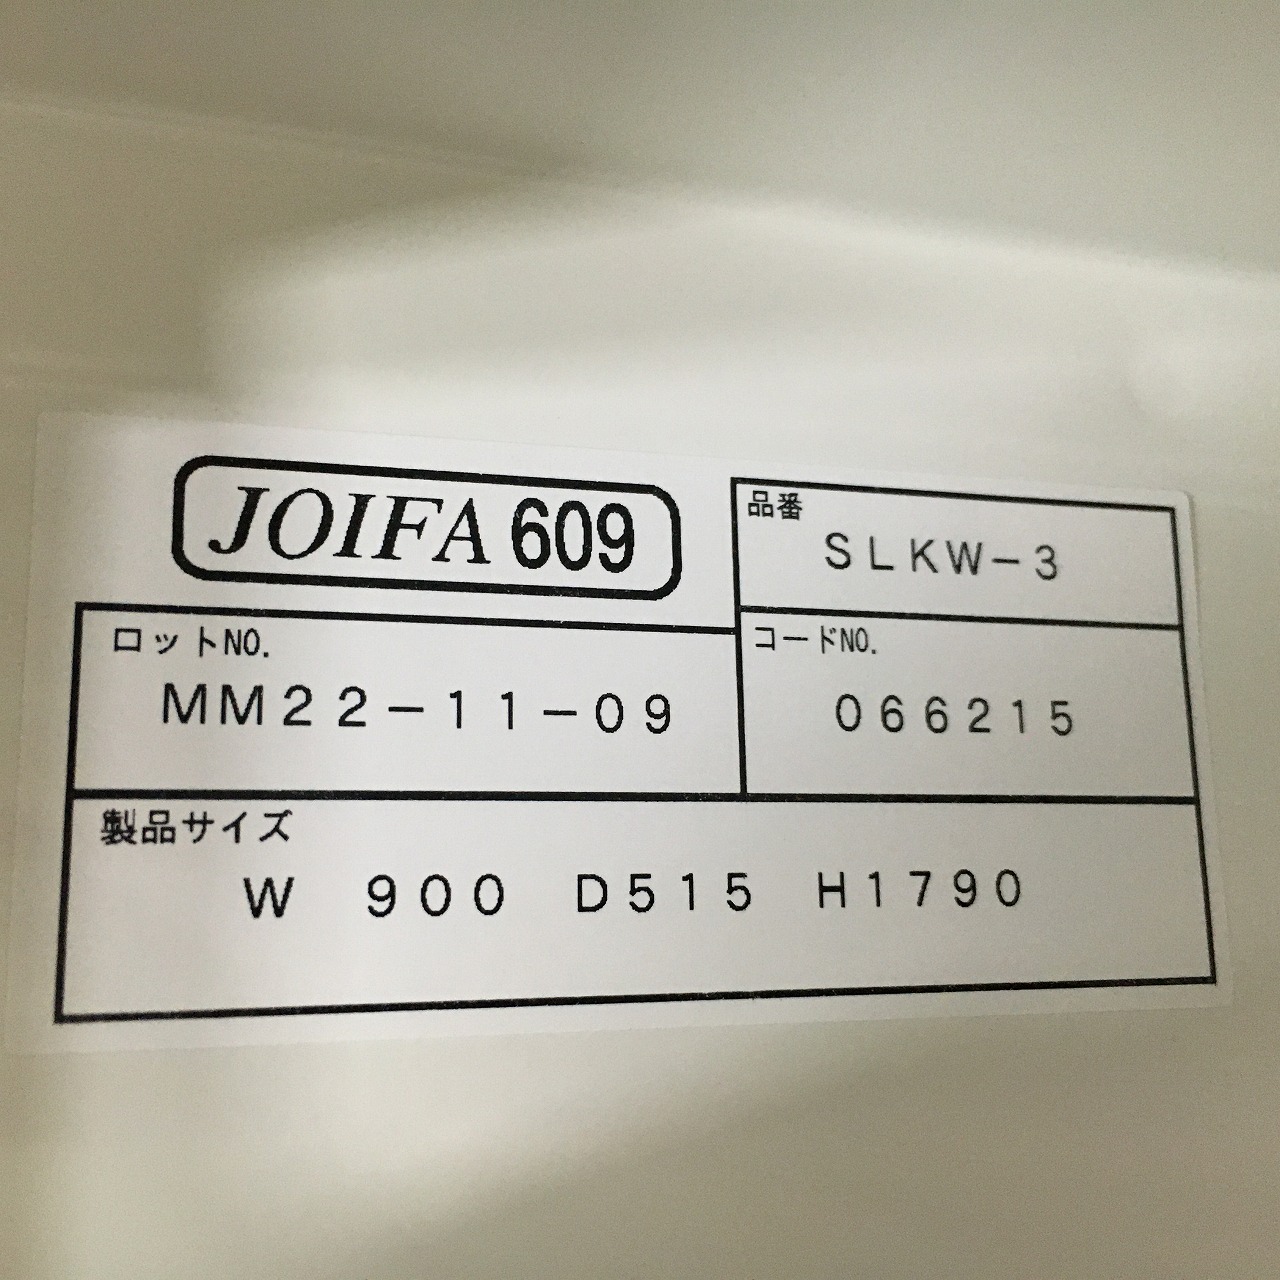 JOIFA 609
品番
SLKW-3
ロットNO.
MM22-11-09
コードNO.
066215
製品サイズ
W 900 D515 H1790